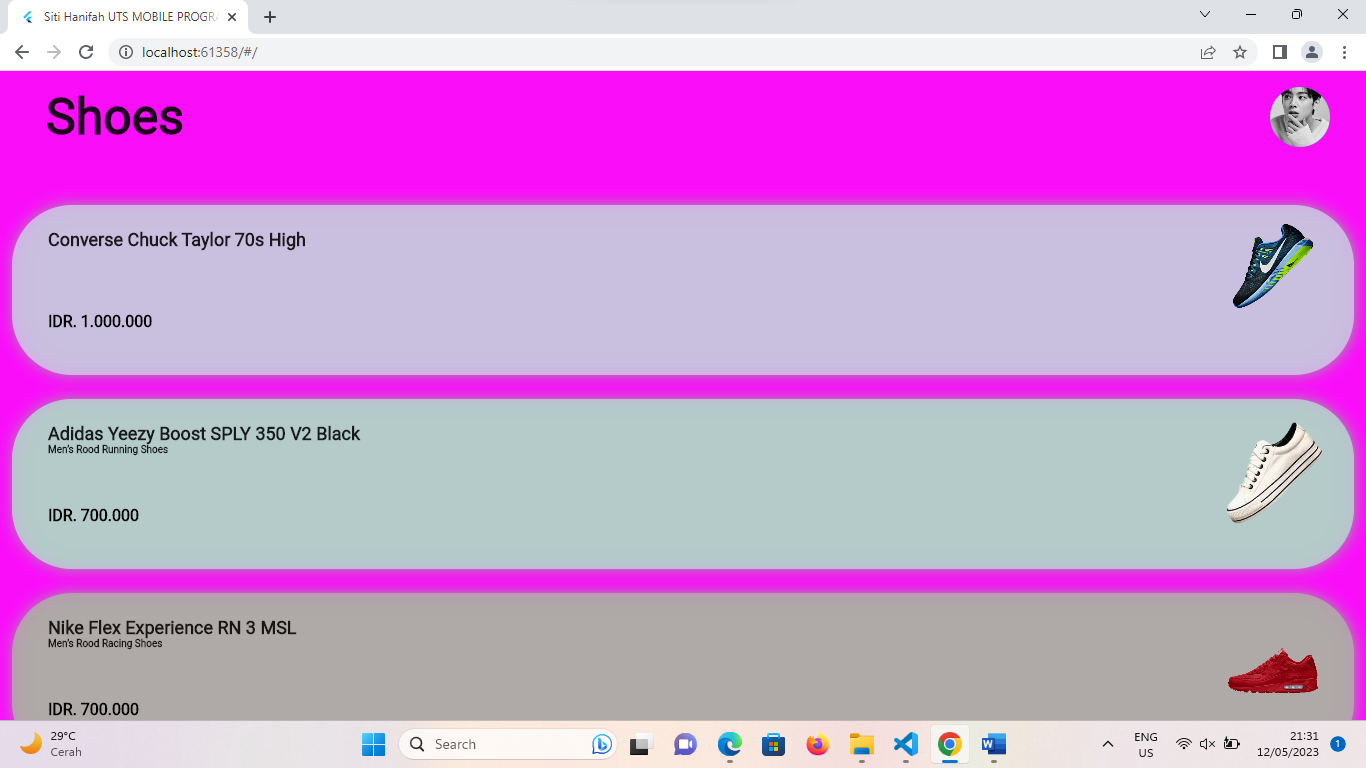 Siti Hanifah UTS MOBILE PROGRA
localhost:61358/#/
Shoes
Converse Chuck Taylor 70s High
IDR. 1.000.000
Adidas Yeezy Boost SPLY 350 V2 Black
Men's Rood Running Shoes
IDR. 700.000
Nike Flex Experience RN 3 MSL
Men's Rood Racing Shoes
IDR. 700.000
29°C
Cerah
Search
ENG
US
21:31
12/05/2023
1